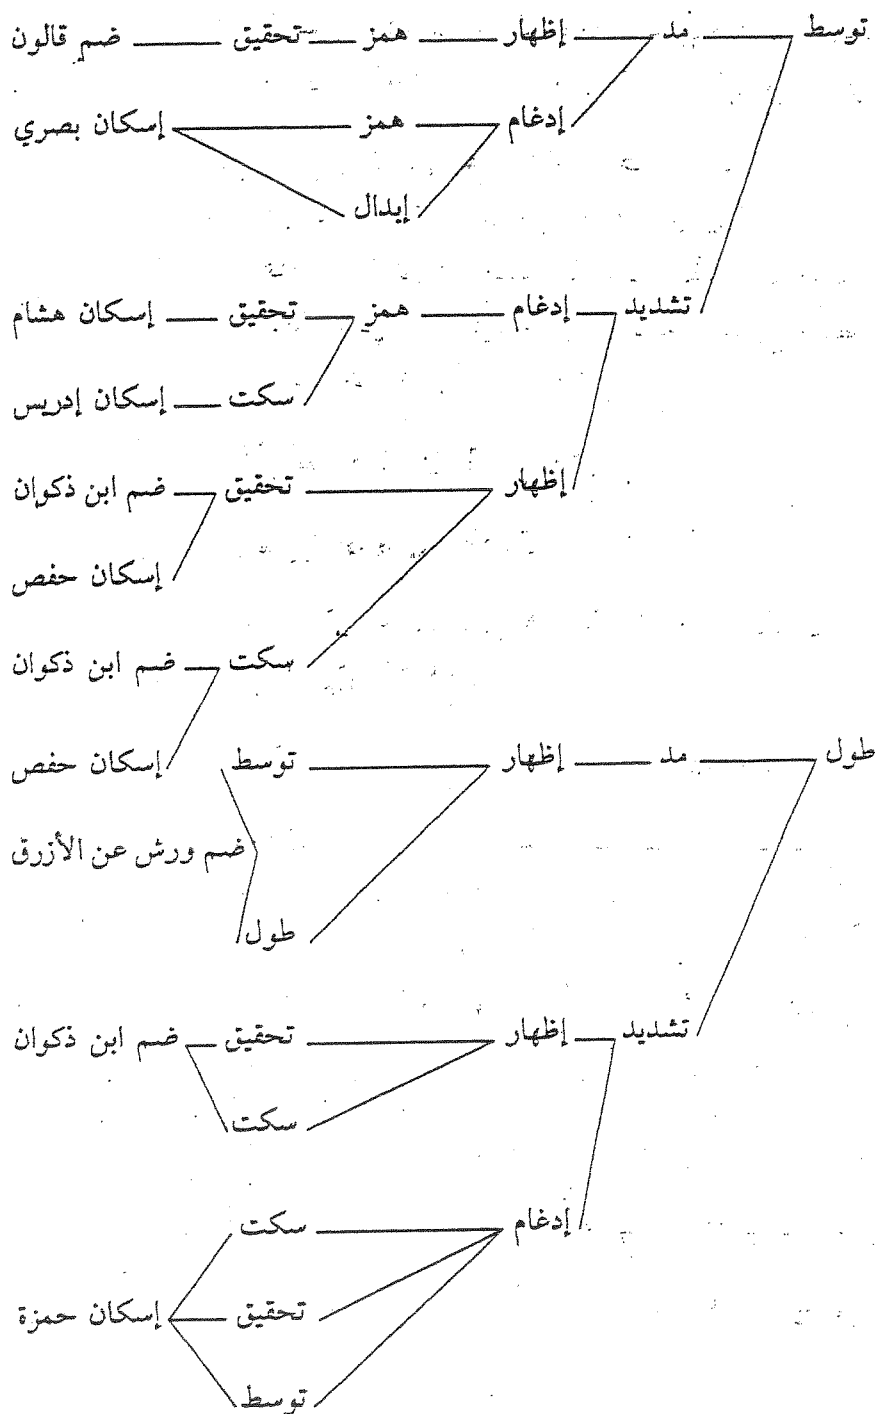 توسط مد إظهار همز تحقيق ضم قالون
إدغام همز إسكان بصري
إبدال
تشديد إدغام همز تحقيق إسكان هشام
سكت إسكان إدريس
إظهار تحقيق ضم ابن ذكوان
إسكان حفص
سكت ضم ابن ذكوان
إسكان حفص
طول مد إظهار توسط
ضم ورش عن الأزرق
طول
تشديد إظهار تحقيق ضم ابن ذكوان
سكت
إدغام سكت
تحقيق إسكان حمزة
توسط